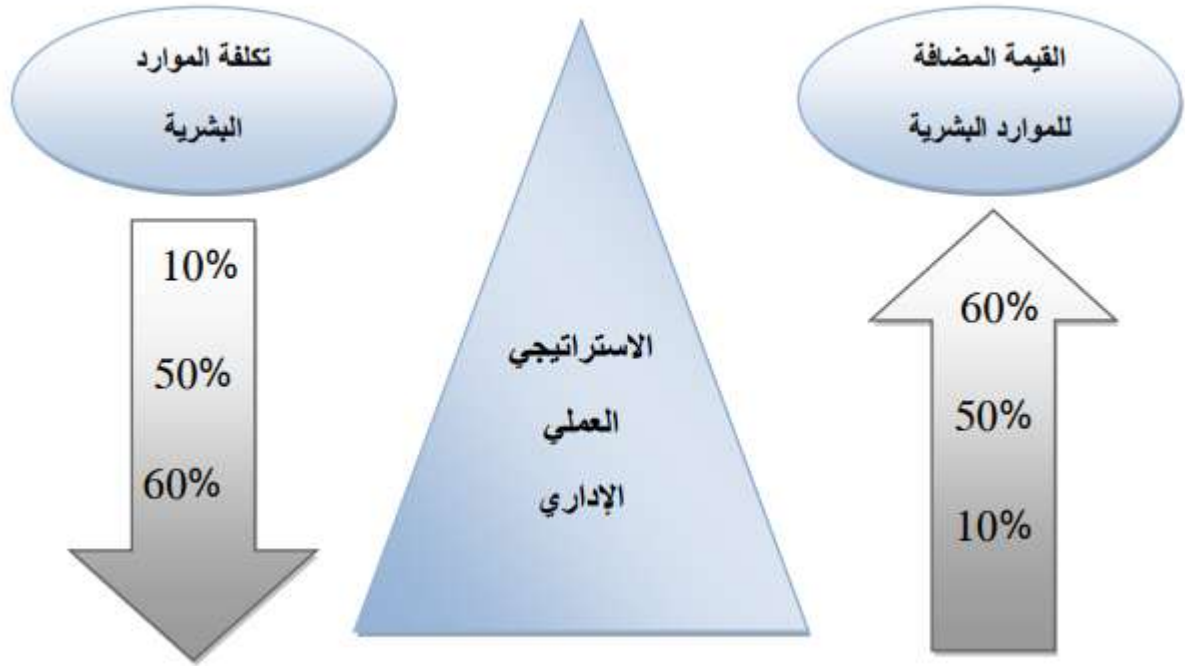 القيمة المضافة
للموارد البشرية
60%
50%
10%
الاستراتيجي
العملي
الإداري
تكلفة الموارد
البشرية
10%
50%
60%